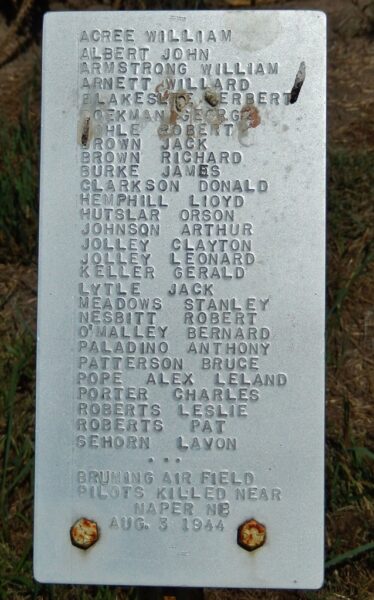 ACREE WILLIAM
ALBERT JOHN
ARMSTRONG WILLIAM
ARNETT WILLARD
HERBERT
GEORGE
ROBERT
BROWN JACK
BROWN RICHARD
BURKE JAMES
CLARKSON DONALD
HEMPHILL LLOYD
HUTSLAR ORSON
JOHNSON ARTHUR
JOLLEY CLAYTON
JOLLEY LEONARD
KELLER GERALD
LYTLE JACK
MEADOWS STANLEY
NESBITT ROBERT
O'MALLEY BERNARD
PALADINO ANTHONY
PATTERSON BRUCE
POPE ALEX LELAND
PORTER CHARLES
ROBERTS LESLIE
ROBERTS PAT
SEHORN LAVON
...
BRUNING AIR FIELD
PILOTS KILLED NEAR
NAPER NB
AUG. 3 1944